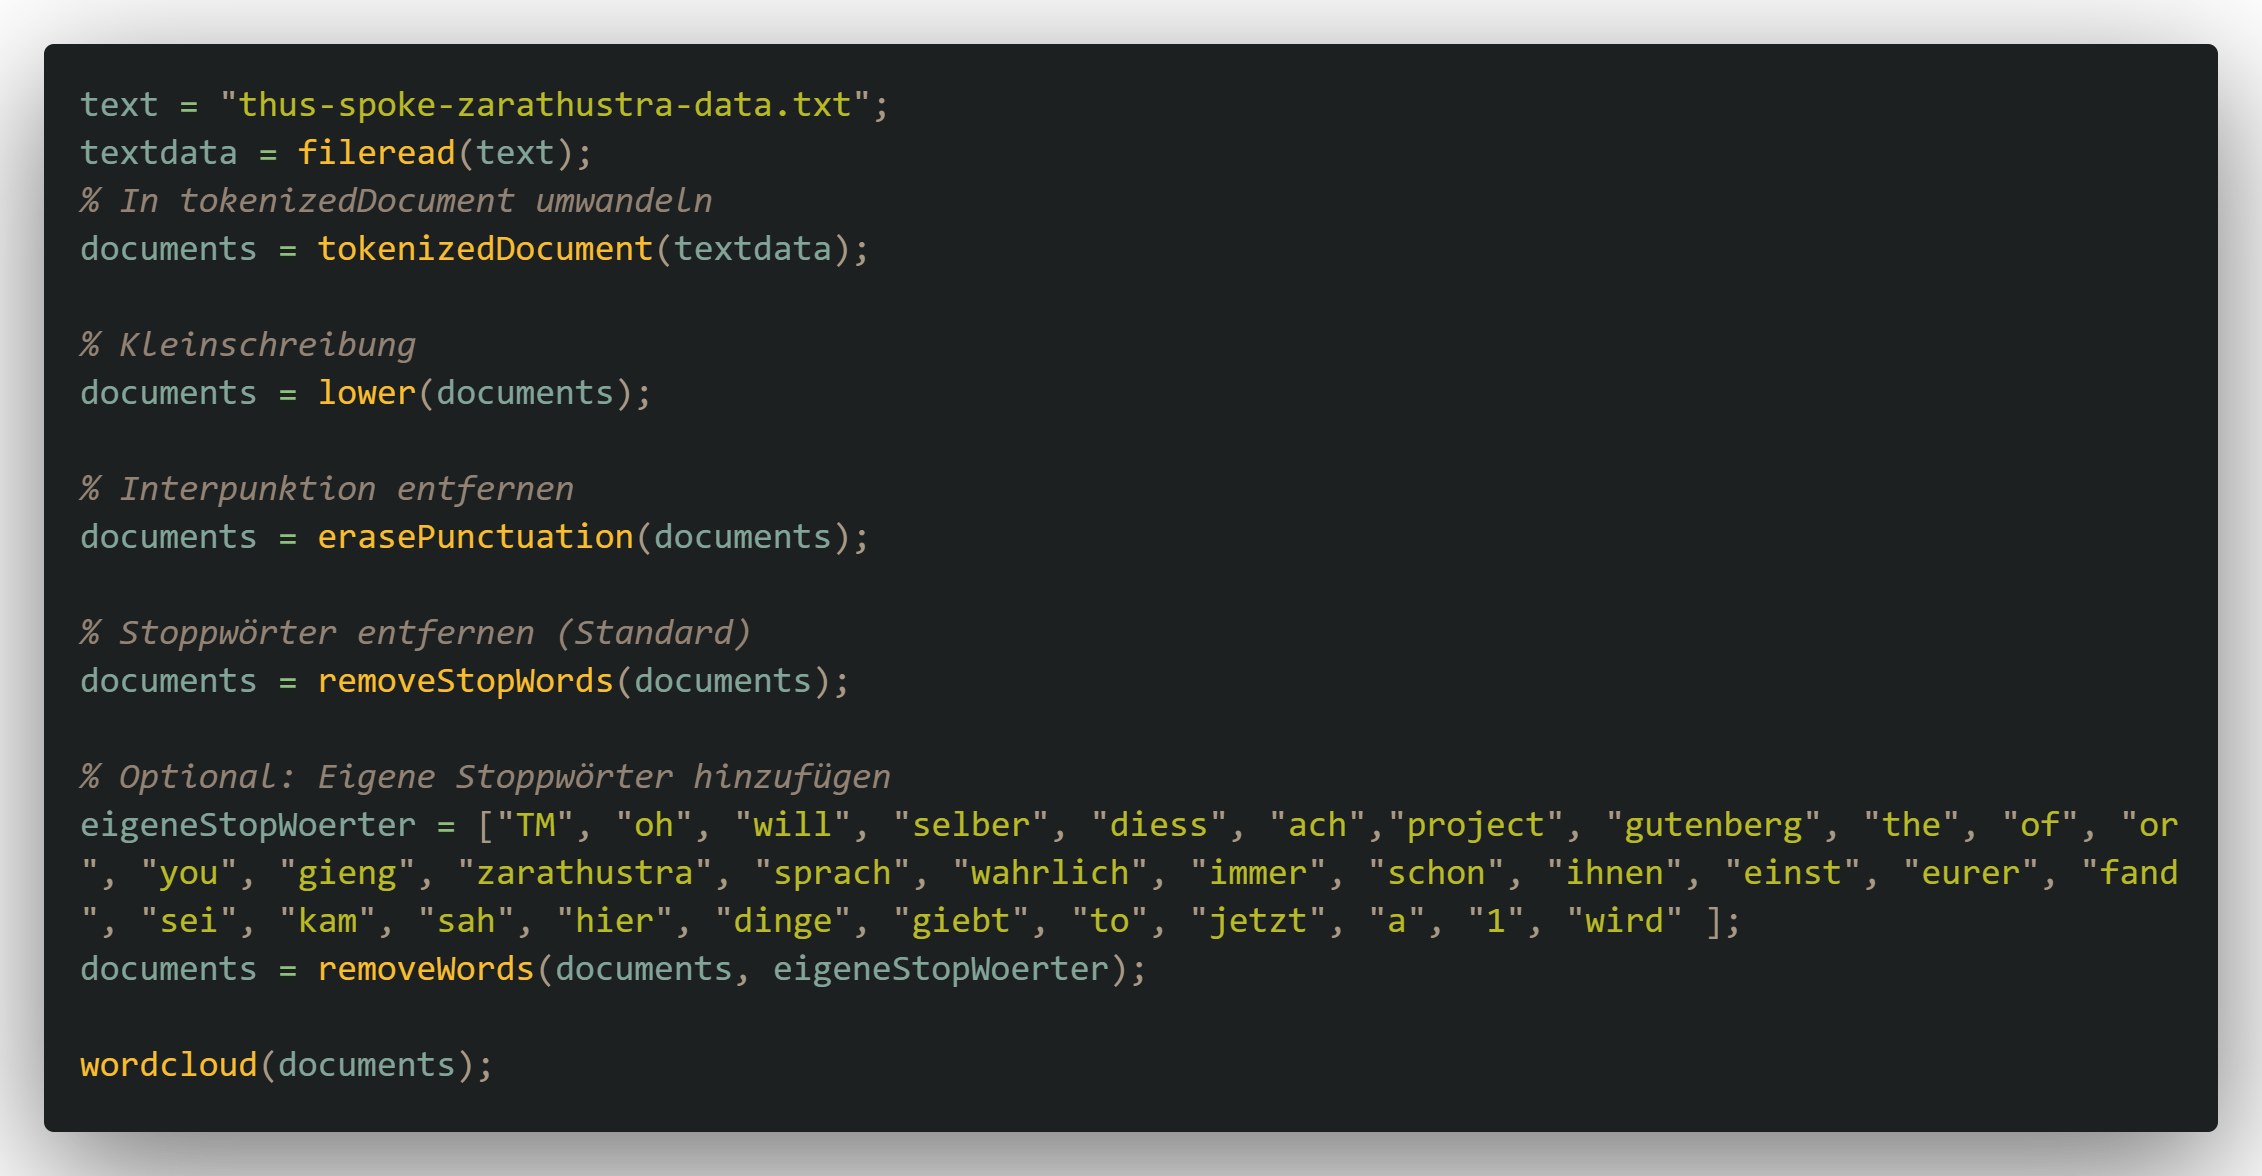 text = "thus-spoke-zarathustra-data.txt";
textdata = fileread(text);
% In tokenizedDocument umwandeln
documents = tokenizedDocument(textdata);
% Kleinschreibung
documents = lower(documents);
% Interpunktion entfernen
documents = erasePunctuation(documents);
% Stoppwörter entfernen (Standard)
documents = removeStopWords(documents);
% Optional: Eigene Stoppwörter hinzufügen
eigeneStopWoerter = ["TM", "oh", "will", "selber", "diess", "ach","project", "gutenberg", "the", "of", "or
", "you", "gieng", "zarathustra", "sprach", "wahrlich", "immer", "schon", "ihnen", "einst", "eurer", "fand
", "sei", "kam", "sah", "hier", "dinge", "giebt", "to", "jetzt", "a", "1", "wird" ];
documents = removeWords(documents, eigeneStopWoerter);
wordcloud(documents);